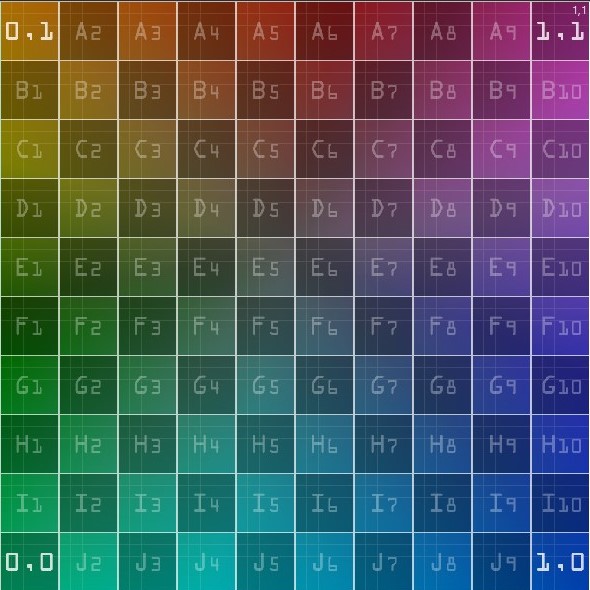 1,1
0,1 A2 A3 A4 A5 A6 A7 A8 A9 1,1
B1 B2 B3 B4 B5 B6 B7 B8 B9 B10
C1 C2 C3 C4 C5 C6 C7 C8 C9 C10
D1 D2 D3 D4 D5 D6 D7 D8 D9 D10
E1 E2 E3 E4 E5 E6 E7 E8 E9 E10
F1 F2 F3 F4 F5 F6 F7 F8 F9 F10
G1 G2 G3 G4 G5 G6 G7 G8 G9 G10
H1 H2 H3 H4 H5 H6 H7 H8 H9 H10
I1 I2 I3 I4 I5 I6 I7 I8 I9 I10
0,0 J2 J3 J4 J5 J6 J7 J8 J9 1,0